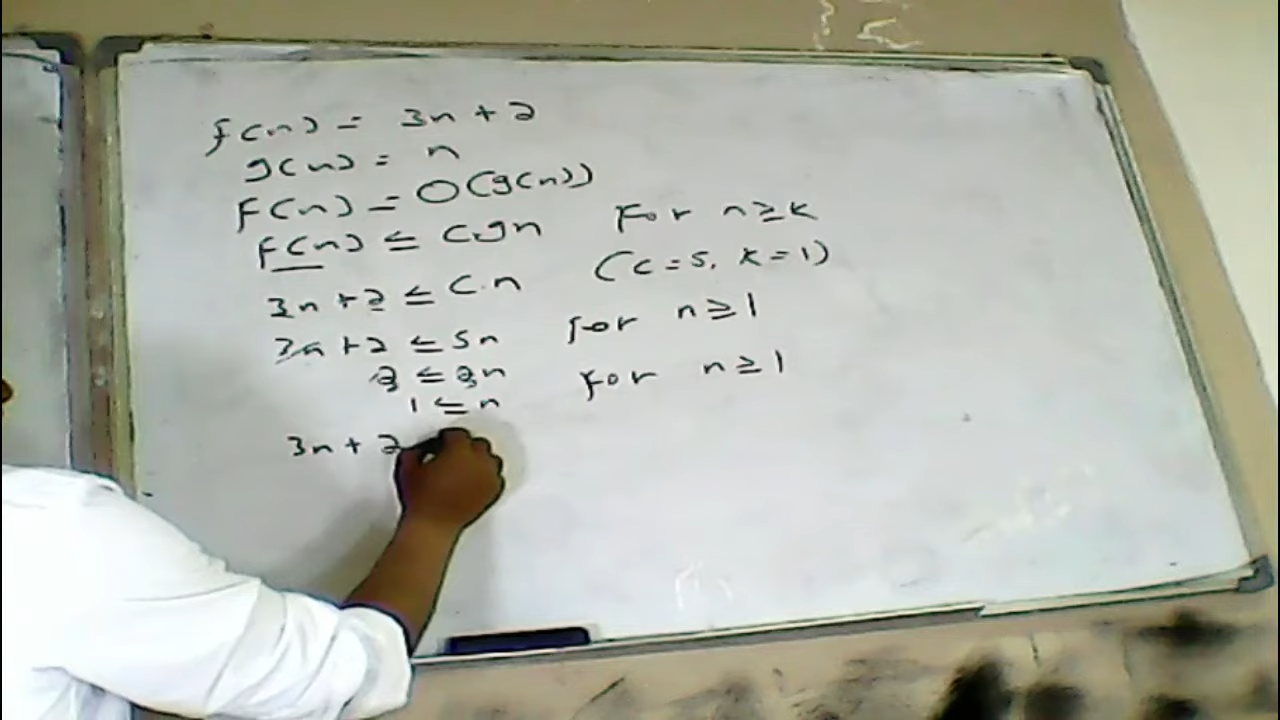 f(n) = 3n + 2
g(n) = n
F(n) = O(g(n))
F(n) ≤ c.gn for n ≥ k
3n + 2 ≤ c.n (c = 5, k = 1)
3n + 2 ≤ 5n for n ≥ 1
2 ≤ 2n for n ≥ 1
1 ≤ n
3n + 2